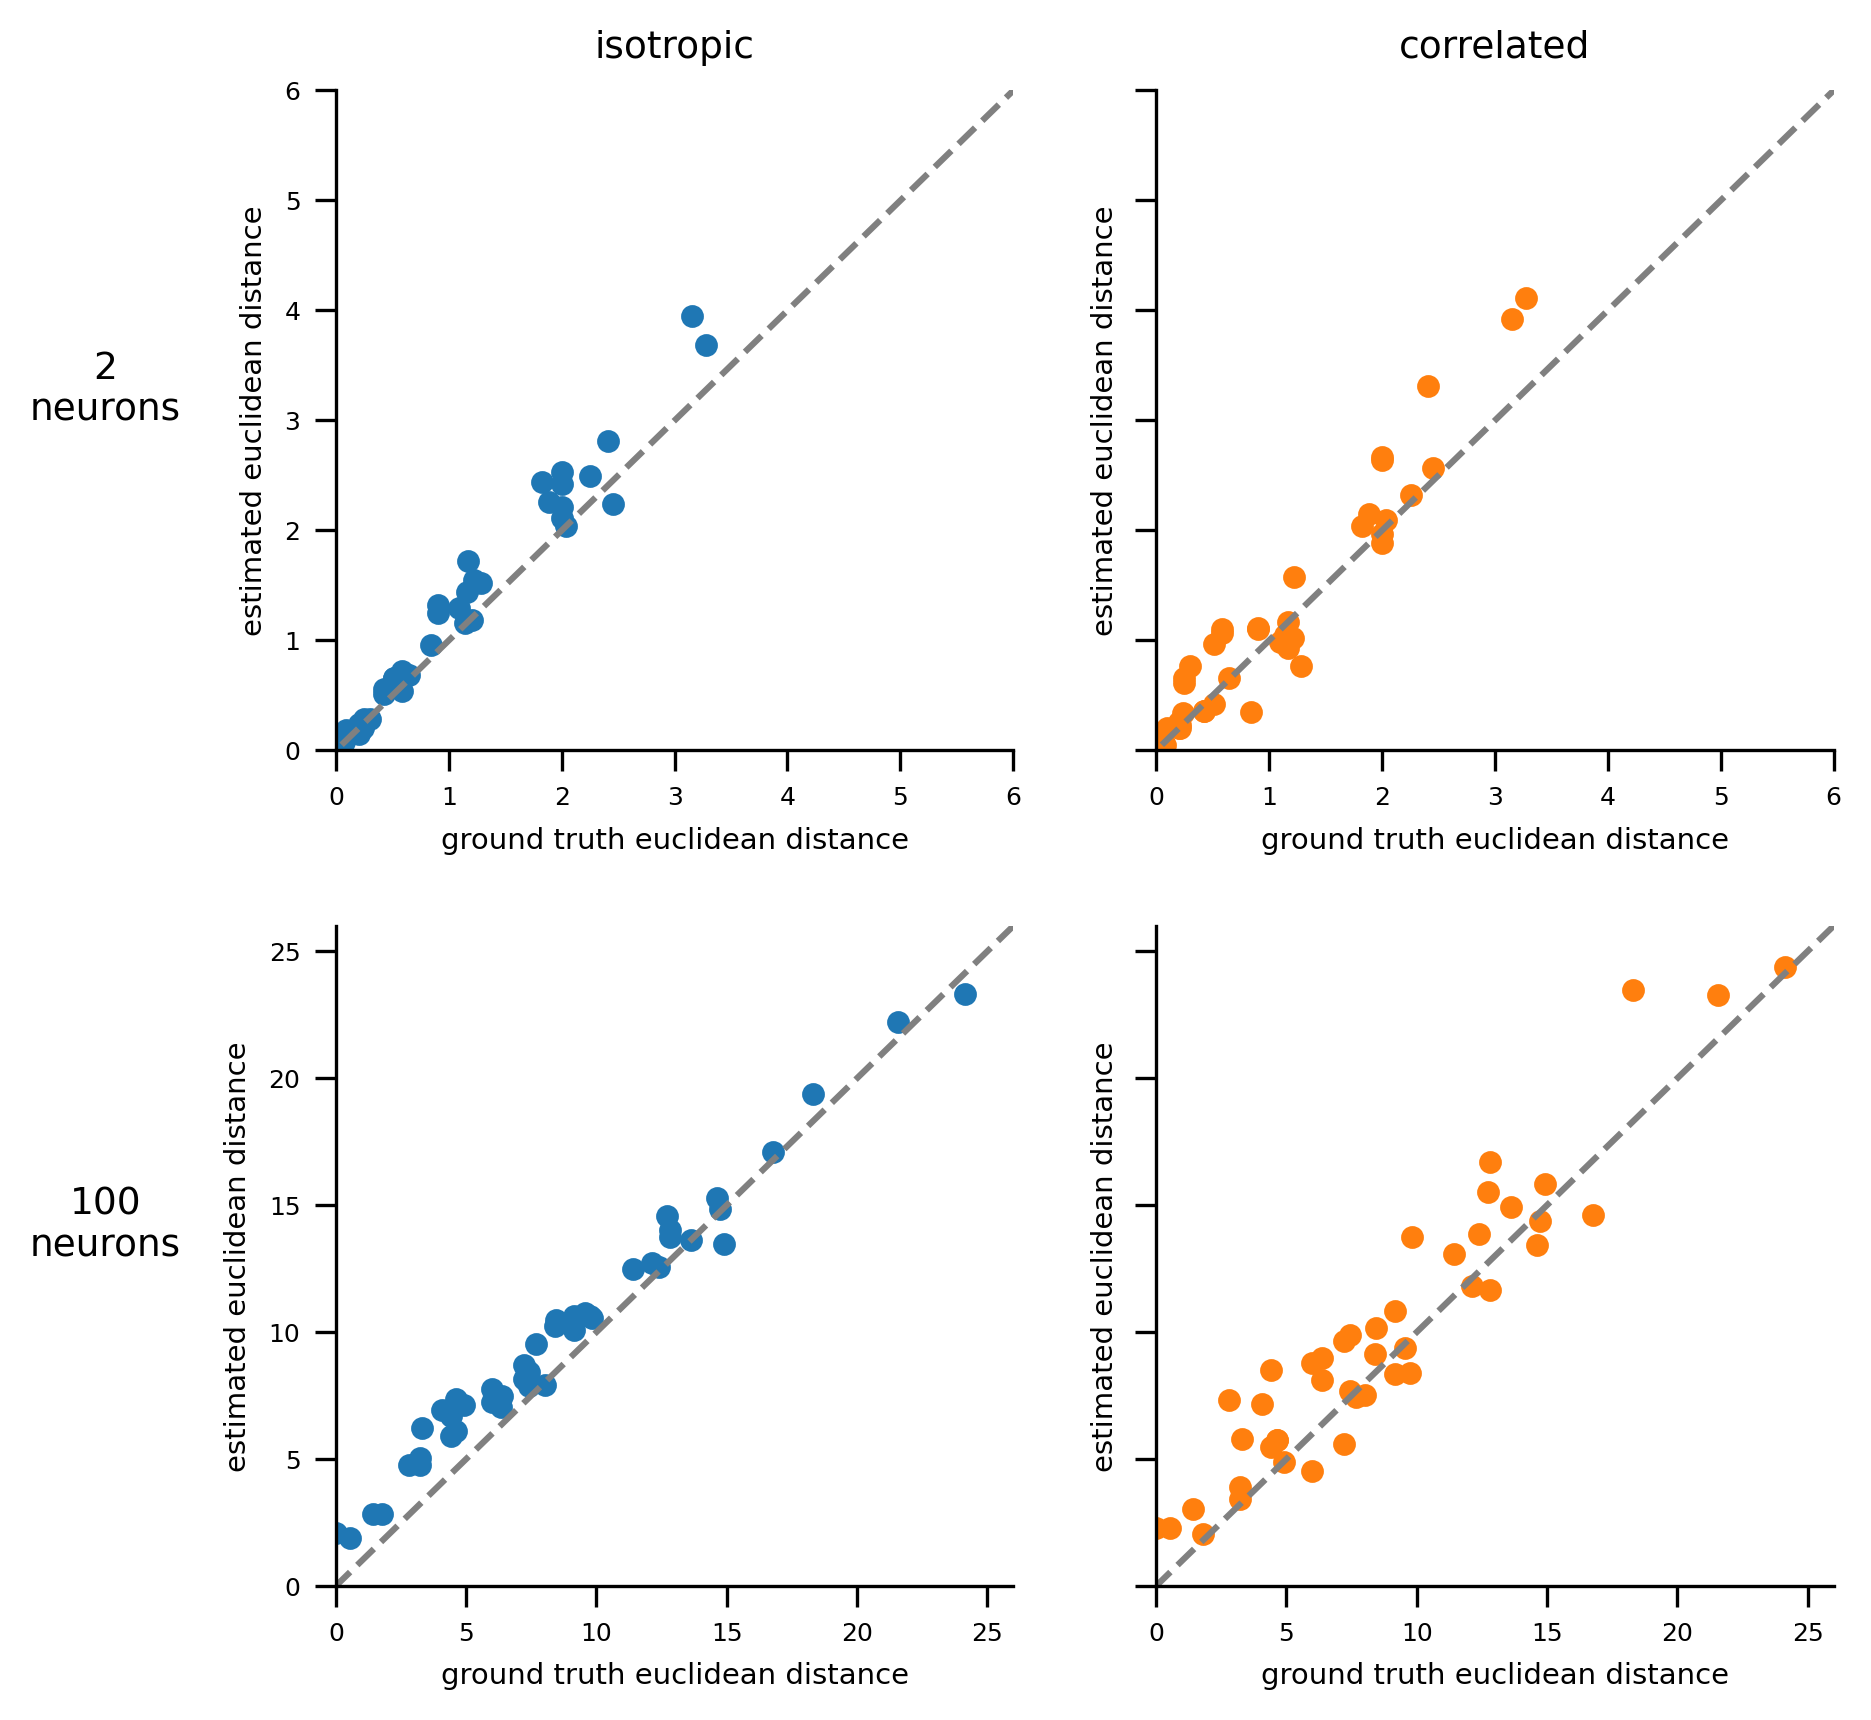 isotropic
correlated
2
neurons
estimated euclidean distance
6
5
4
3
2
1
0
0 1 2 3 4 5 6
ground truth euclidean distance
estimated euclidean distance
0 1 2 3 4 5 6
ground truth euclidean distance
100
neurons
estimated euclidean distance
25
20
15
10
5
0
0 5 10 15 20 25
ground truth euclidean distance
estimated euclidean distance
0 5 10 15 20 25
ground truth euclidean distance